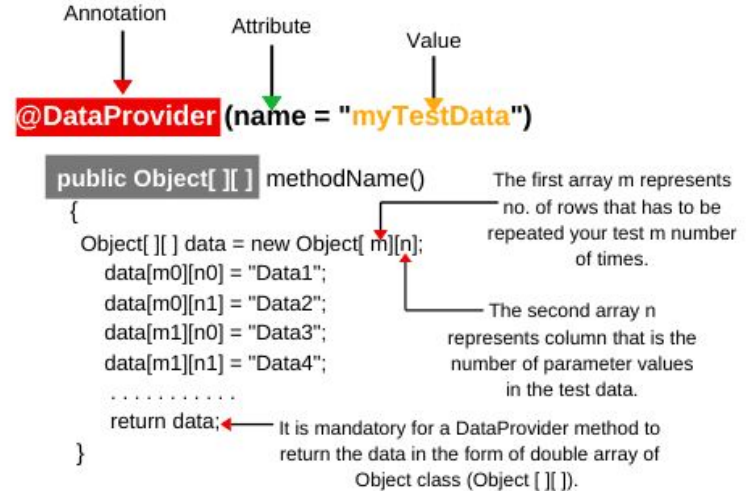 Annotation
Attribute
Value
@DataProvider (name = "myTestData")
public Object[ ][ ] methodName()
{
Object[ ][ ] data = new Object[ m][n];
data[m0][n0] = "Data1";
data[m0][n1] = "Data2";
data[m1][n0] = "Data3";
data[m1][n1] = "Data4";
. . . . . . . . . . .
return data;
}
The first array m represents
no. of rows that has to be
repeated your test m number
of times.
The second array n
represents column that is the
number of parameter values
in the test data.
It is mandatory for a DataProvider method to
return the data in the form of double array of
Object class (Object [ ][ ]).